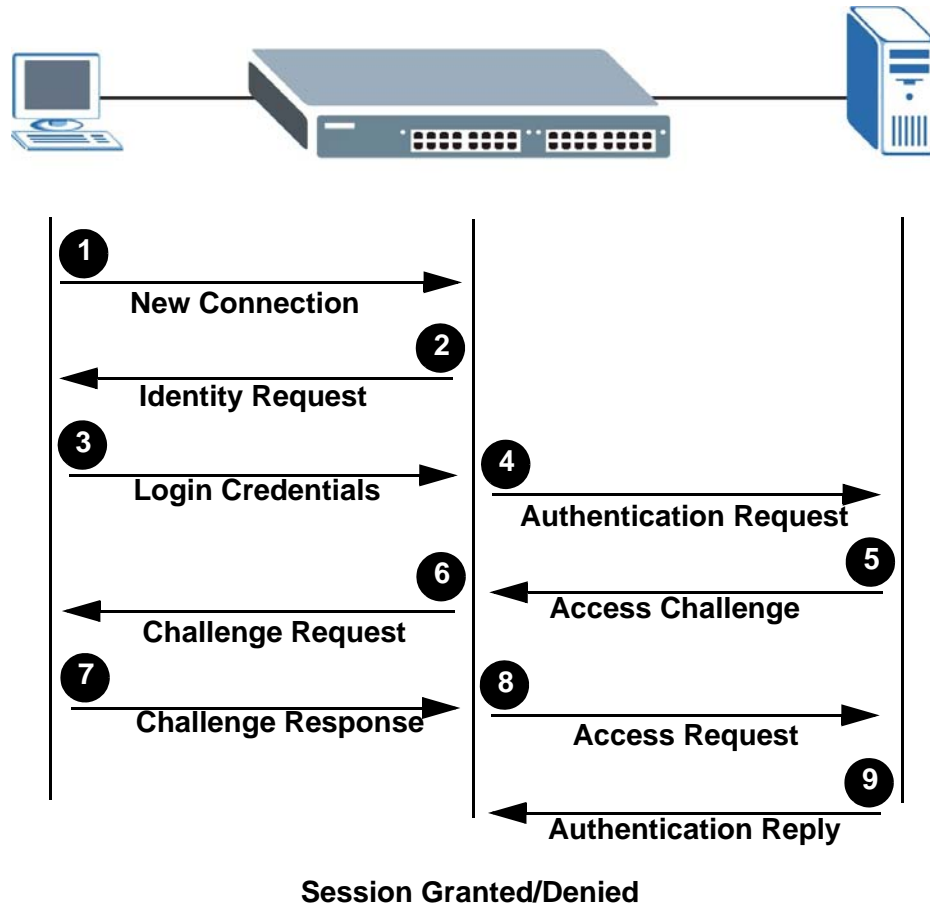 1
New Connection
2
Identity Request
3
Login Credentials
4
Authentication Request
5
Access Challenge
6
Challenge Request
7
Challenge Response
8
Access Request
9
Authentication Reply
Session Granted/Denied